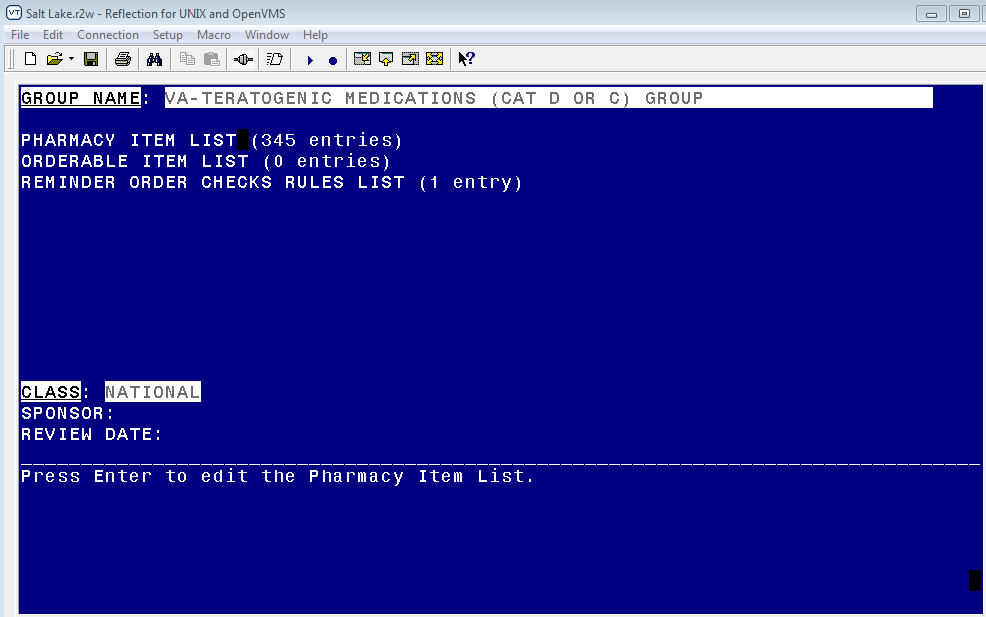 VT Salt Lake.r2w - Reflection for UNIX and OpenVMS
File Edit Connection Setup Macro Window Help
GROUP NAME: VA-TERATOGENIC MEDICATIONS (CAT D OR C) GROUP
PHARMACY ITEM LIST (345 entries)
ORDERABLE ITEM LIST (0 entries)
REMINDER ORDER CHECKS RULES LIST (1 entry)
CLASS: NATIONAL
SPONSOR:
REVIEW DATE:
Press Enter to edit the Pharmacy Item List.